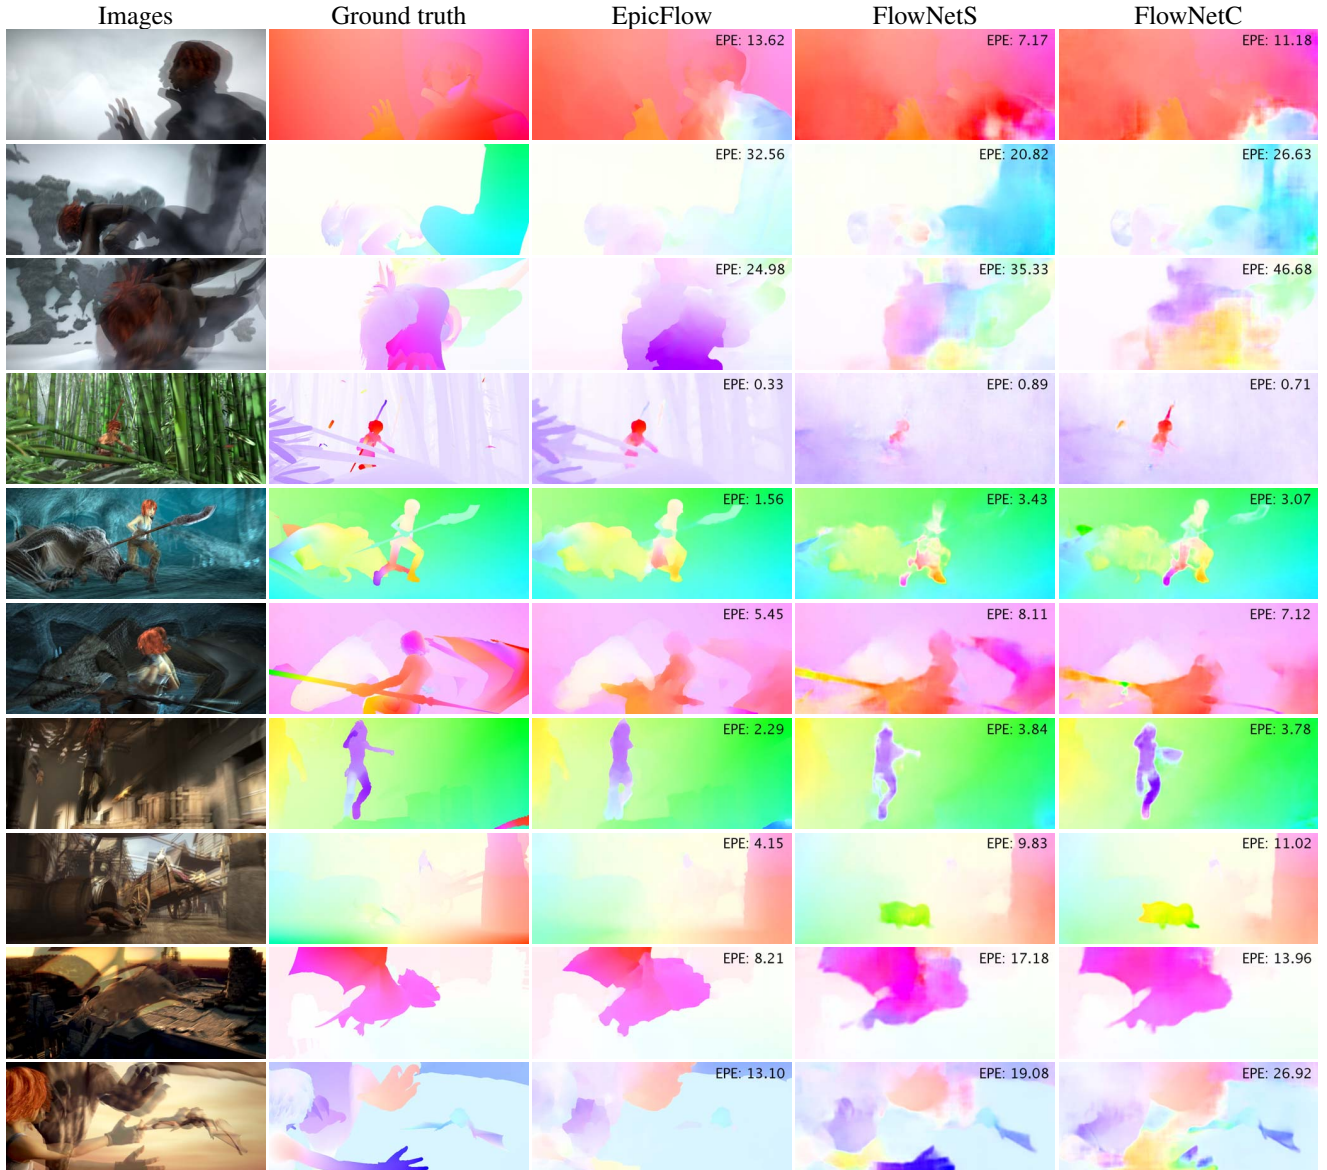 Images Ground truth EpicFlow FlowNetS FlowNetC
EPE: 13.62 EPE: 7.17 EPE: 11.18
EPE: 32.56 EPE: 20.82 EPE: 26.63
EPE: 24.98 EPE: 35.33 EPE: 46.68
EPE: 0.33 EPE: 0.89 EPE: 0.71
EPE: 1.56 EPE: 3.43 EPE: 3.07
EPE: 5.45 EPE: 8.11 EPE: 7.12
EPE: 2.29 EPE: 3.84 EPE: 3.78
EPE: 4.15 EPE: 9.83 EPE: 11.02
EPE: 8.21 EPE: 17.18 EPE: 13.96
EPE: 13.10 EPE: 19.08 EPE: 26.92